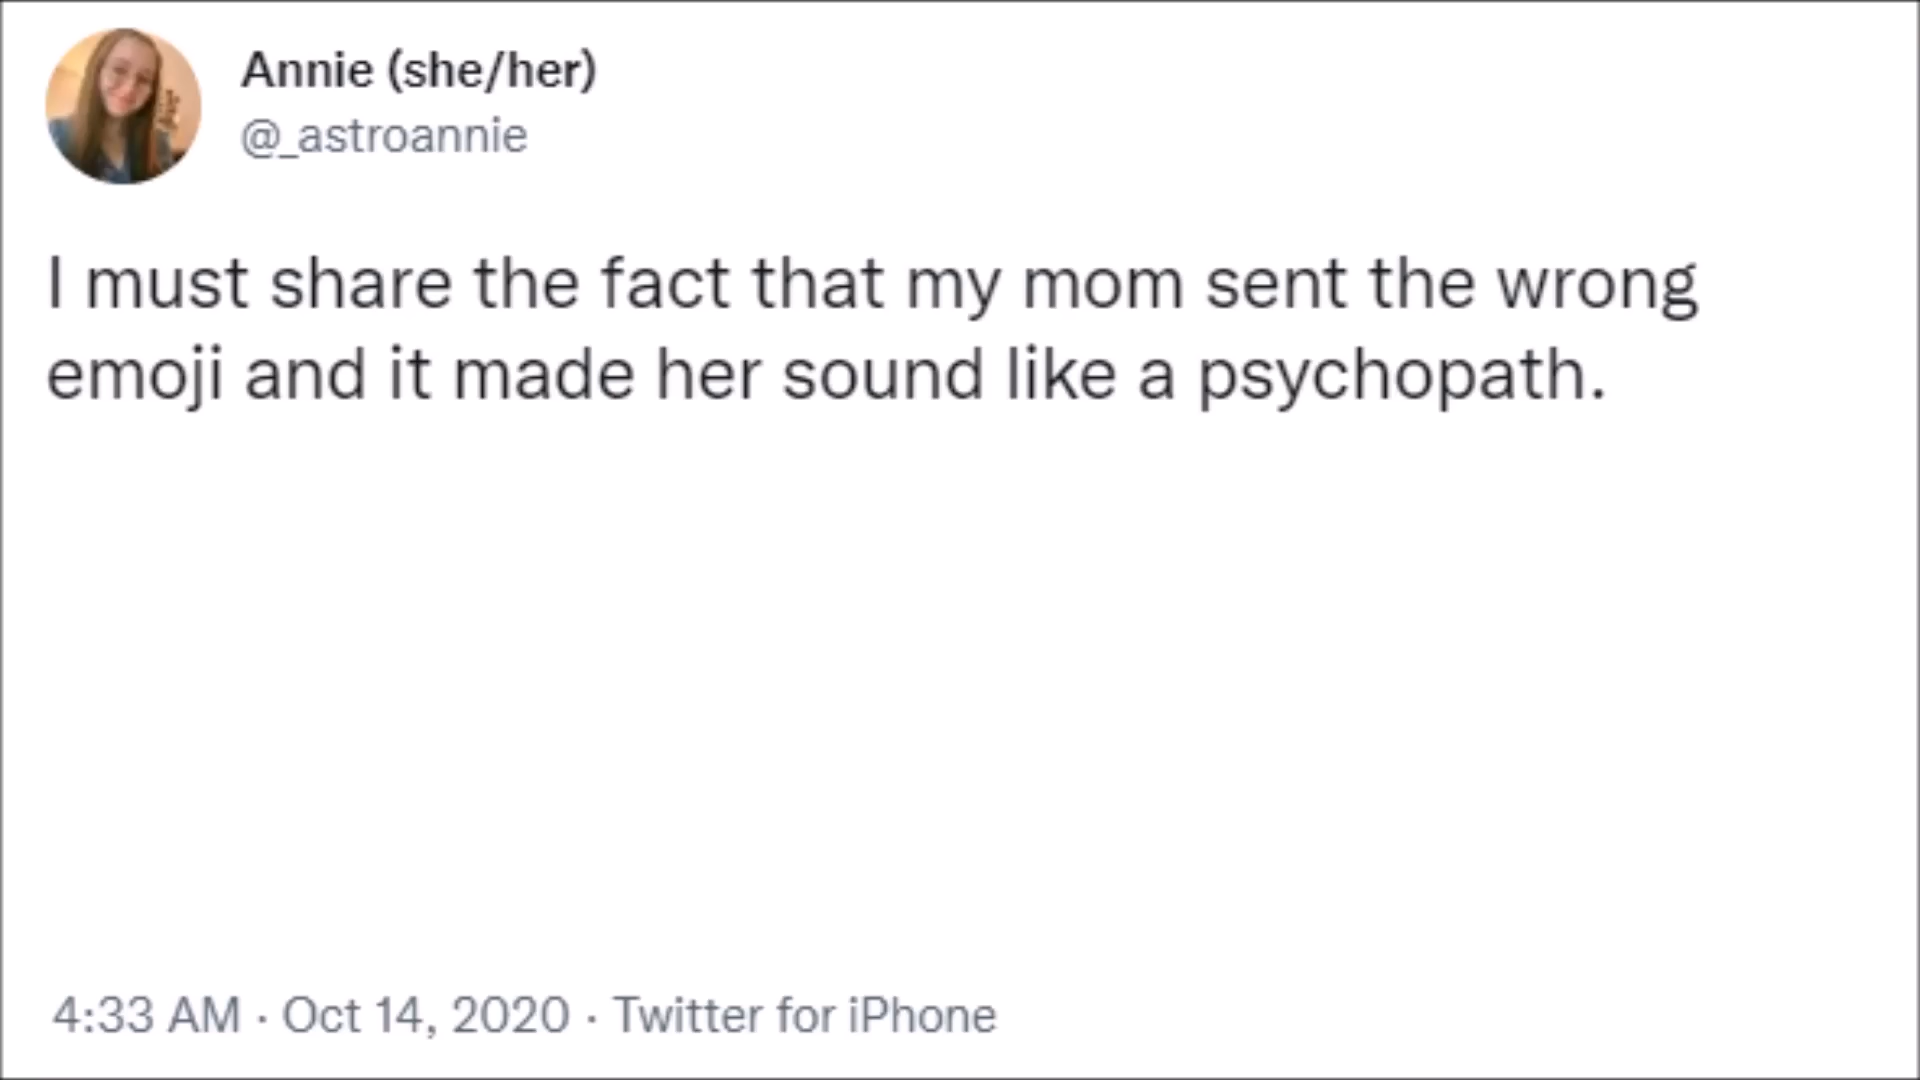 Annie (she/her)
@_astroannie
I must share the fact that my mom sent the wrong
emoji and it made her sound like a psychopath.
4:33 AM · Oct 14, 2020 · Twitter for iPhone